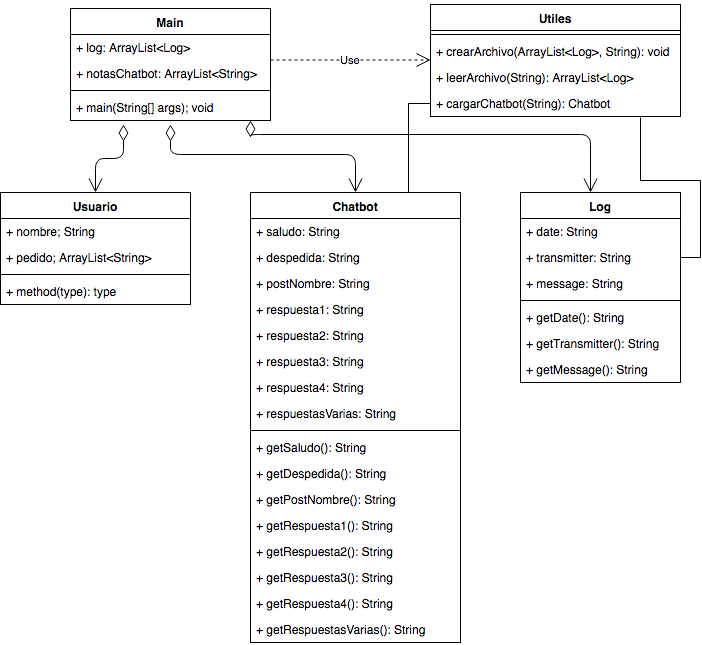 Main
+ log: ArrayList<Log>
+ notasChatbot: ArrayList<String>
+ main(String[] args); void
Use
Utiles
+ crearArchivo(ArrayList<Log>, String): void
+ leerArchivo(String): ArrayList<Log>
+ cargarChatbot(String): Chatbot
Usuario
+ nombre; String
+ pedido; ArrayList<String>
+ method(type): type
Chatbot
+ saludo: String
+ despedida: String
+ postNombre: String
+ respuesta1: String
+ respuesta2: String
+ respuesta3: String
+ respuesta4: String
+ respuestasVarias: String
+ getSaludo(): String
+ getDespedida(): String
+ getPostNombre(): String
+ getRespuesta1(): String
+ getRespuesta2(): String
+ getRespuesta3(): String
+ getRespuesta4(): String
+ getRespuestasVarias(): String
Log
+ date: String
+ transmitter: String
+ message: String
+ getDate(): String
+ getTransmitter(): String
+ getMessage(): String